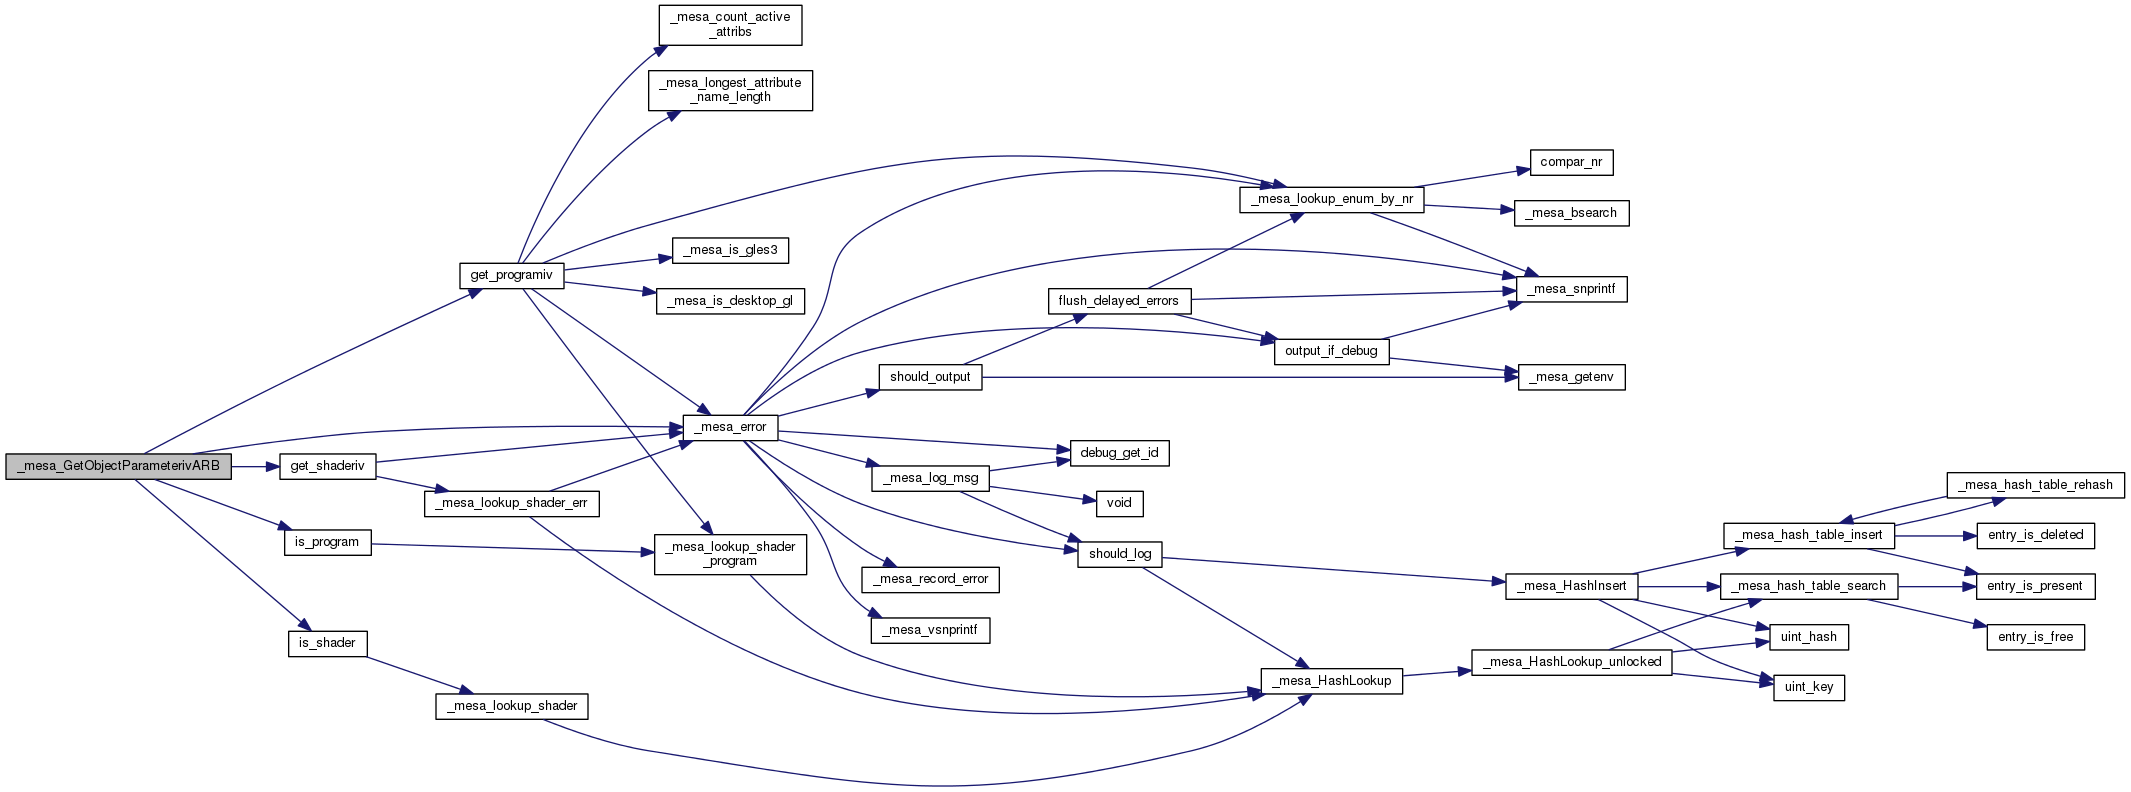 _mesa_count_active
_attribs
_mesa_longest_attribute
_name_length
compar_nr
_mesa_lookup_enum_by_nr
_mesa_bsearch
_mesa_is_gles3
get_programiv
_mesa_is_desktop_gl
flush_delayed_errors
_mesa_snprintf
output_if_debug
should_output
_mesa_getenv
_mesa_error
debug_get_id
_mesa_GetObjectParameterivARB
get_shaderiv
_mesa_log_msg
_mesa_hash_table_rehash
_mesa_lookup_shader_err
void
_mesa_hash_table_insert
entry_is_deleted
is_program
_mesa_lookup_shader
_program
should_log
_mesa_record_error
_mesa_HashInsert
_mesa_hash_table_search
entry_is_present
_mesa_vsnprintf
is_shader
uint_hash
entry_is_free
_mesa_HashLookup
_mesa_HashLookup_unlocked
uint_key
_mesa_lookup_shader